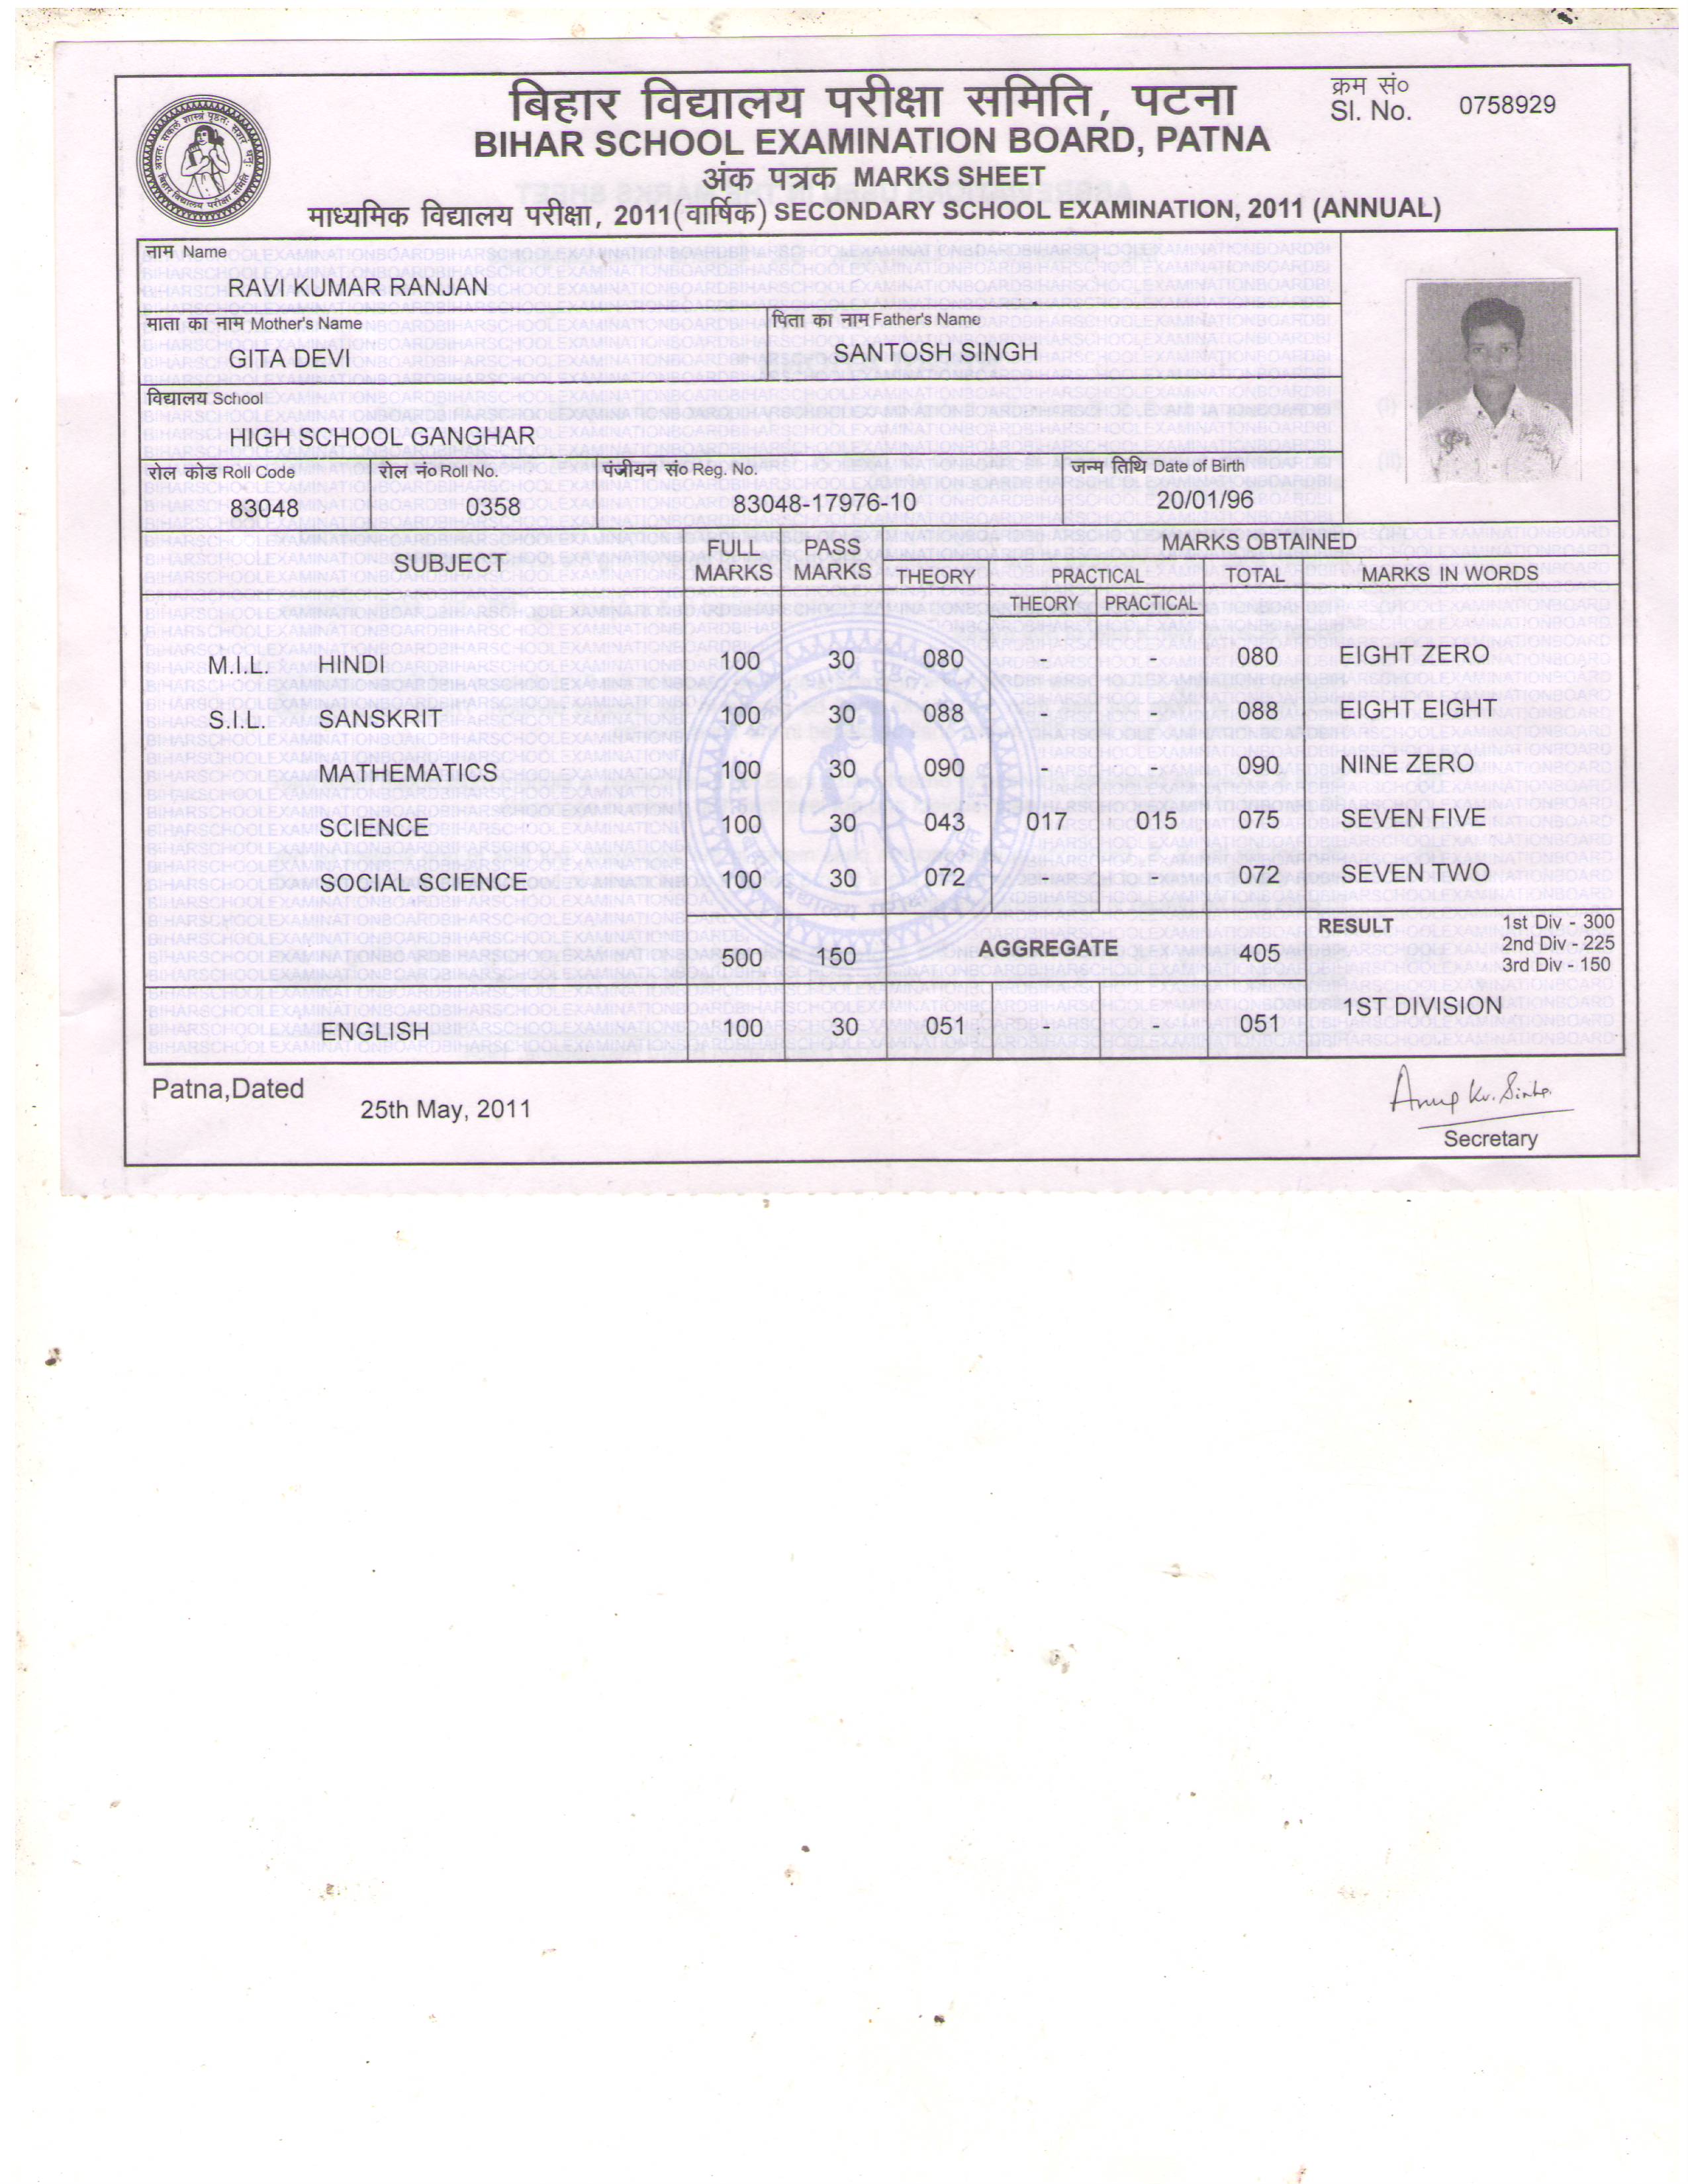 बिहार विद्यालय परीक्षा समिति, पटना
क्रम सं०
Sl. No. 0758929
BIHAR SCHOOL EXAMINATION BOARD, PATNA
अंक पत्रक MARKS SHEET
माध्यमिक विद्यालय परीक्षा, 2011(वार्षिक) SECONDARY SCHOOL EXAMINATION, 2011 (ANNUAL)
नाम Name
RAVI KUMAR RANJAN
माता का नाम Mother's Name पिता का नाम Father's Name
GITA DEVI SANTOSH SINGH
विद्यालय School
HIGH SCHOOL GANGHAR
रोल कोड Roll Code रोल नं० Roll No. पंजीयन सं० Reg. No. जन्म तिथि Date of Birth
83048 0358 83048-17976-10 20/01/96
SUBJECT FULL MARKS PASS MARKS MARKS OBTAINED
THEORY PRACTICAL TOTAL MARKS IN WORDS
THEORY PRACTICAL
M.I.L. HINDI 100 30 080 - - 080 EIGHT ZERO
S.I.L. SANSKRIT 100 30 088 - - 088 EIGHT EIGHT
MATHEMATICS 100 30 090 - - 090 NINE ZERO
SCIENCE 100 30 043 017 015 075 SEVEN FIVE
SOCIAL SCIENCE 100 30 072 - - 072 SEVEN TWO
500 150 AGGREGATE 405 RESULT 1st Div - 300
2nd Div - 225
3rd Div - 150
ENGLISH 100 30 051 - - 051 1ST DIVISION
Patna,Dated
25th May, 2011
Anup Kr. Sinha
Secretary